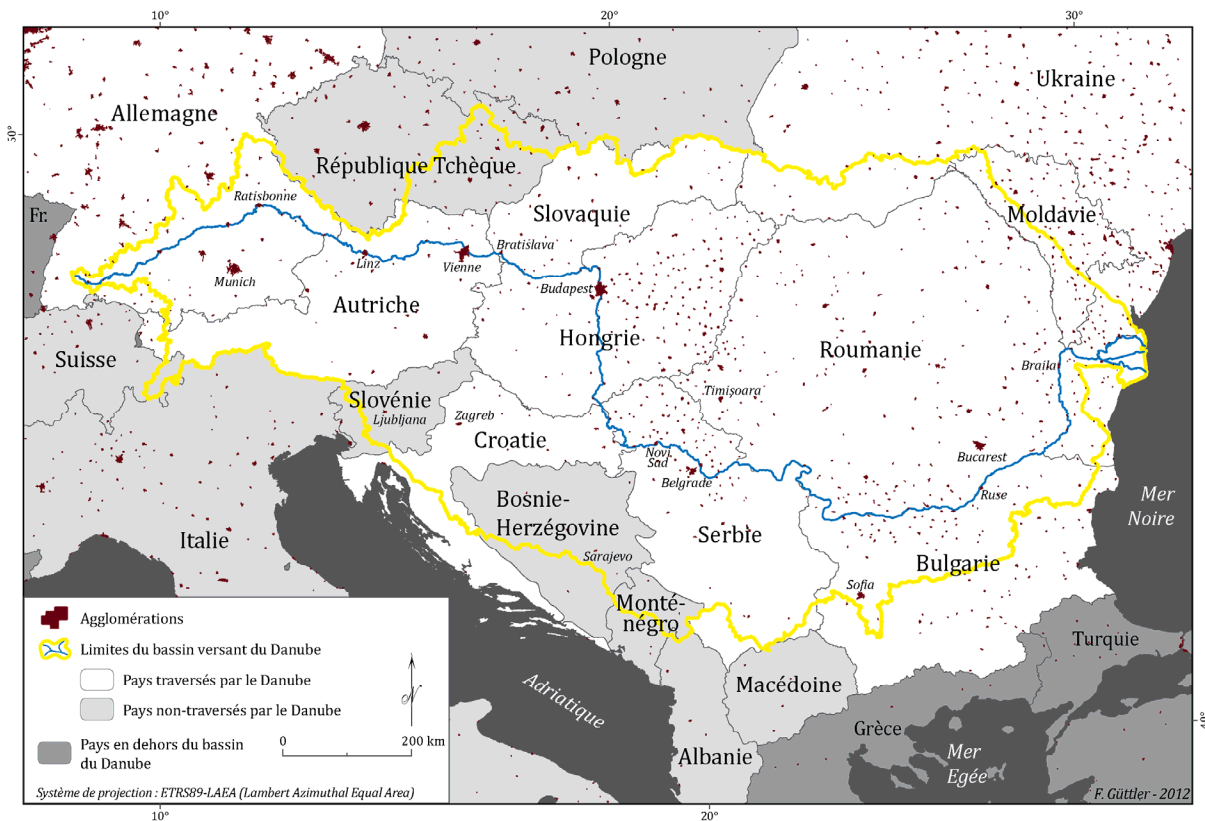 10°
20°
30°
Pologne
Ukraine
Allemagne
République Tchèque
Fr.
Ratisbonne
Slovaquie
Moldavie
Bratislava
Linz
Vienne
Munich
Budapest
Autriche
Hongrie
Roumanie
Suisse
Braila
Timişoara
Slovénie
Ljubljana
Zagreb
Croatie
Novi
Sad
Bucarest
Belgrade
Ruse
Bosnie-
Herzégovine
Mer
Noire
Italie
Serbie
Sarajevo
Bulgarie
Sofia
Monté-
négro
Turquie
Macédoine
Adriatique
Grèce
Albanie
Mer
Egée
Agglomérations
Limites du bassin versant du Danube
Pays traversés par le Danube
Pays non-traversés par le Danube
N
Pays en dehors du bassin
du Danube
0
200 km
Système de projection : ETRS89-LAEA (Lambert Azimuthal Equal Area)
F. Güttler - 2012
10°
20°